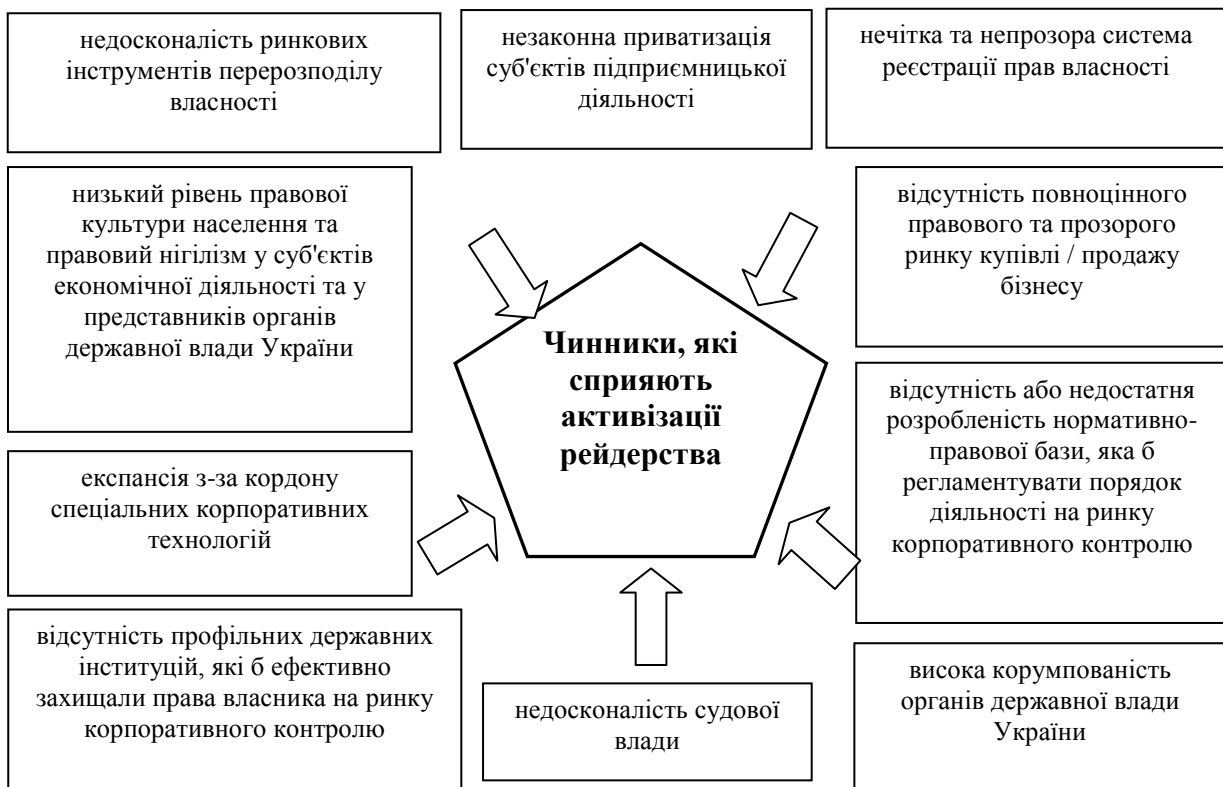 недосконалість ринкових
інструментів перерозподілу
власності
незаконна приватизація
суб'єктів підприємницької
діяльності
нечітка та непрозора система
реєстрації прав власності
низький рівень правової
культури населення та
правовий нігілізм у суб'єктів
економічної діяльності та у
представників органів
державної влади України
відсутність повноцінного
правового та прозорого
ринку купівлі / продажу
бізнесу
Чинники, які
сприяють
активізації
рейдерства
відсутність або недостатня
розробленість нормативно-
правової бази, яка б
регламентувати порядок
діяльності на ринку
корпоративного контролю
експансія з-за кордону
спеціальних корпоративних
технологій
відсутність профільних державних
інституцій, які б ефективно
захищали права власника на ринку
корпоративного контролю
недосконалість судової
влади
висока корумпованість
органів державної влади
України